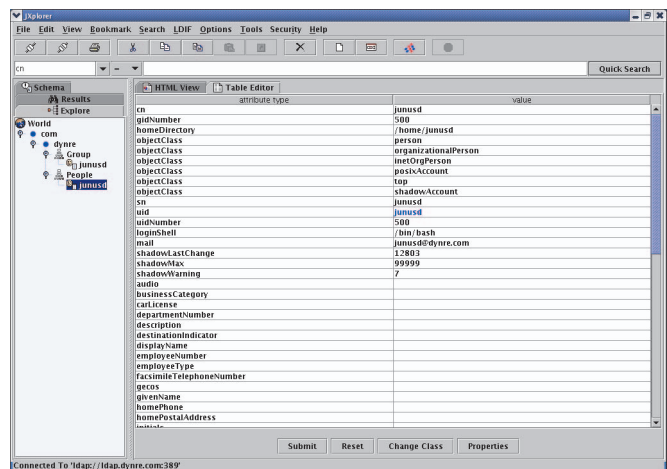 JXplorer
File Edit View Bookmark Search LDIF Options Tools Security Help
cn
Quick Search
Schema
Results
Explore
World
com
dynre
Group
junusd
People
junusd
HTML View Table Editor
attribute type value
cn junusd
gidNumber 500
homeDirectory /home/junusd
objectClass person
objectClass organizationalPerson
objectClass inetOrgPerson
objectClass posixAccount
objectClass top
objectClass shadowAccount
sn junusd
uid junusd
uidNumber 500
loginShell /bin/bash
mail junusd@dynre.com
shadowLastChange 12803
shadowMax 99999
shadowWarning 7
audio
businessCategory
carLicense
departmentNumber
description
destinationIndicator
displayName
employeeNumber
employeeType
facsimileTelephoneNumber
gecos
givenName
homePhone
homePostalAddress
initials
Submit Reset Change Class Properties
Connected To 'ldap://ldap.dynre.com:389'